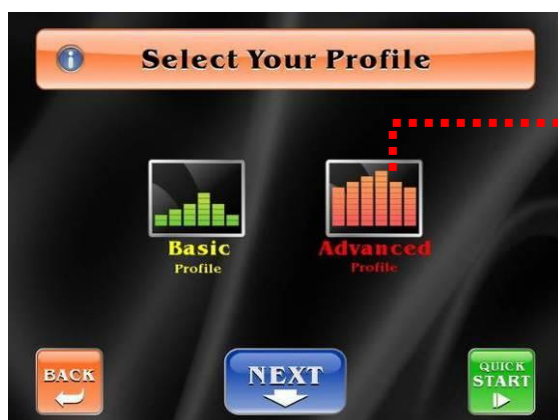 Select Your Profile
Basic
Profile
Advanced
Profile
BACK
NEXT
QUICK
START